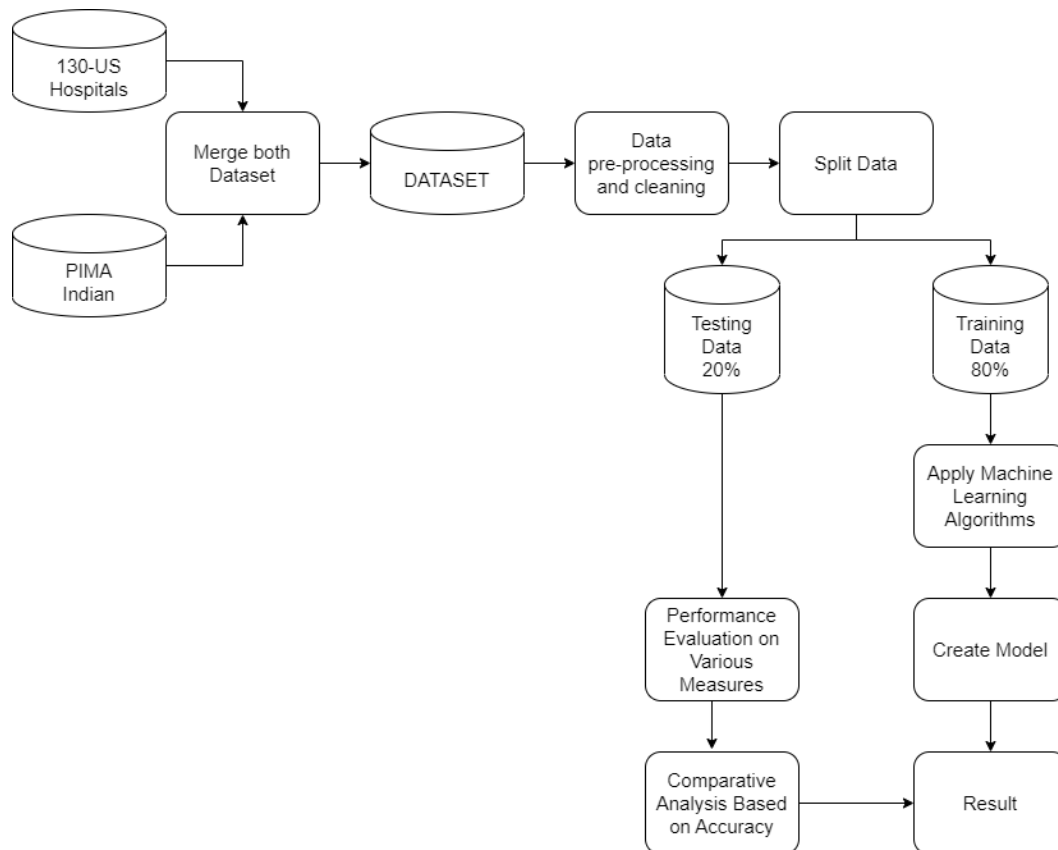 130-US
Hospitals
Merge both
Dataset
DATASET
Data
pre-processing
and cleaning
Split Data
PIMA
Indian
Testing
Data
20%
Training
Data
80%
Apply Machine
Learning
Algorithms
Performance
Evaluation on
Various
Measures
Create Model
Comparative
Analysis Based
on Accuracy
Result